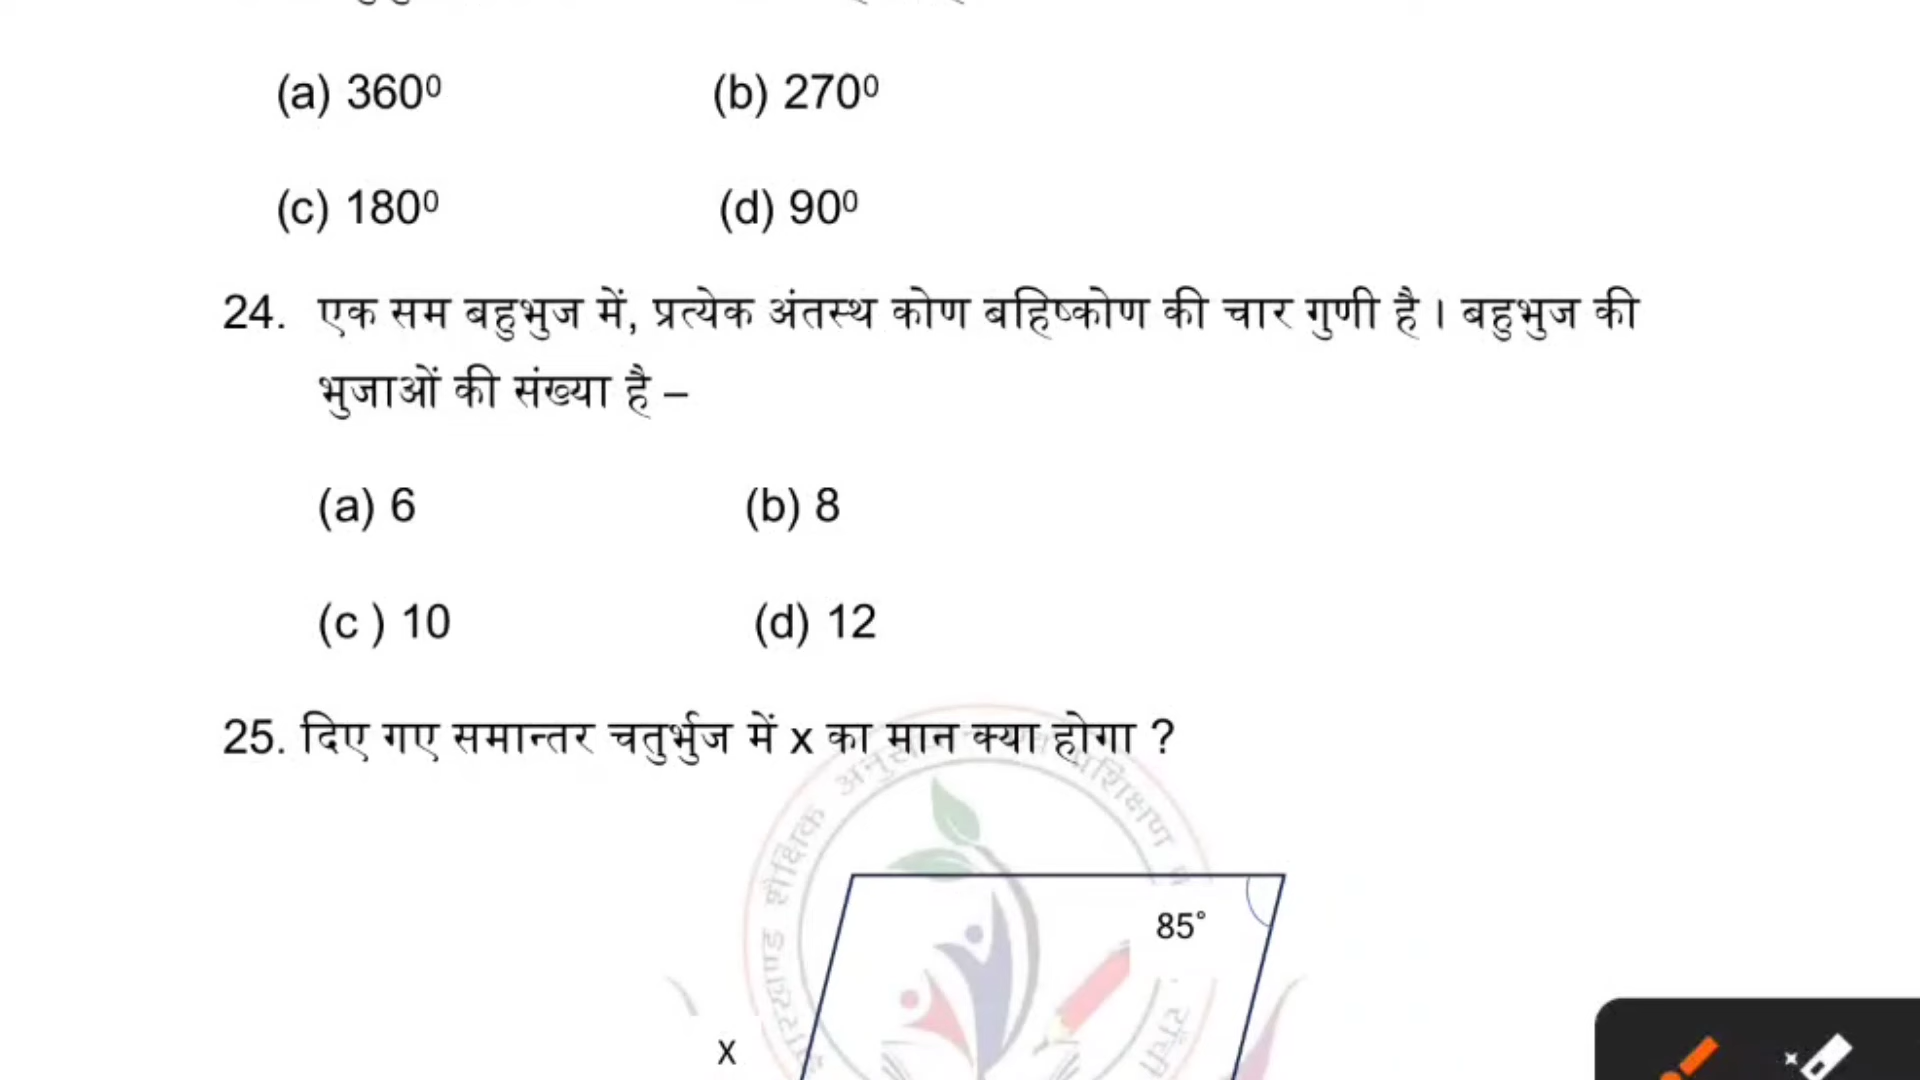 (a) 360⁰ (b) 270⁰
(c) 180⁰ (d) 90⁰
24. एक सम बहुभुज में, प्रत्येक अंतस्थ कोण बहिष्कोण की चार गुणी है। बहुभुज की
भुजाओं की संख्या है –
(a) 6 (b) 8
(c ) 10 (d) 12
25. दिए गए समान्तर चतुर्भुज में x का मान क्या होगा ?
85°
x